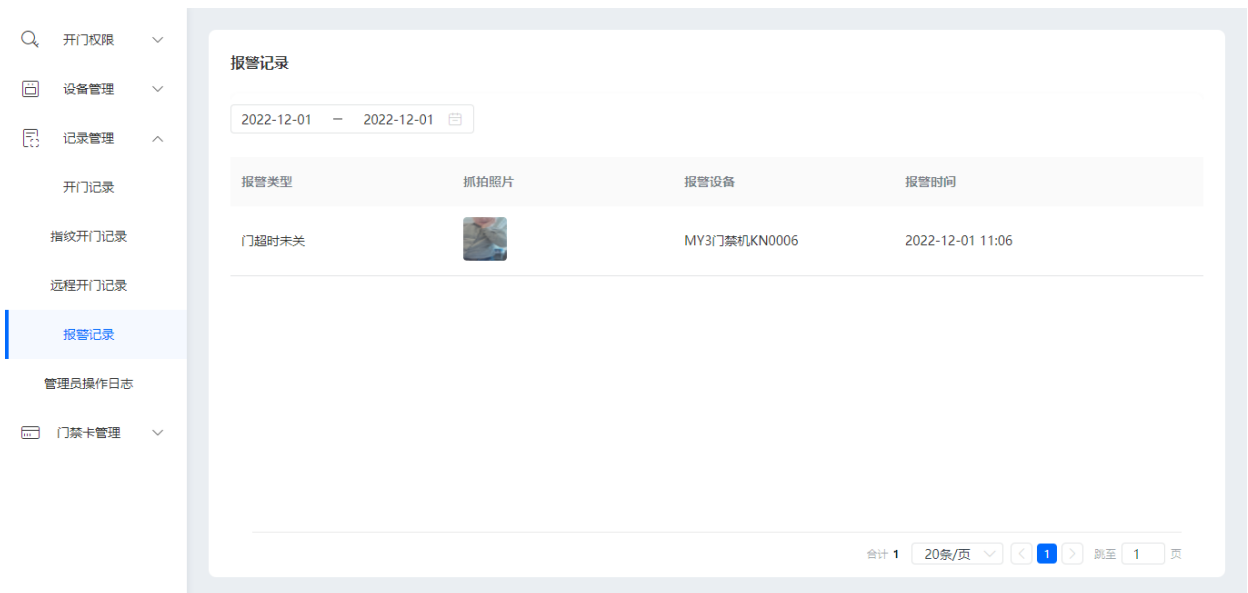 开门权限
设备管理
记录管理
开门记录
指纹开门记录
远程开门记录
报警记录
管理员操作日志
门禁卡管理
报警记录
2022-12-01 – 2022-12-01
报警类型 抓拍照片 报警设备 报警时间
门超时未关 MY3门禁机KN0006 2022-12-01 11:06
合计 1 20条/页 < 1 > 跳至 1 页